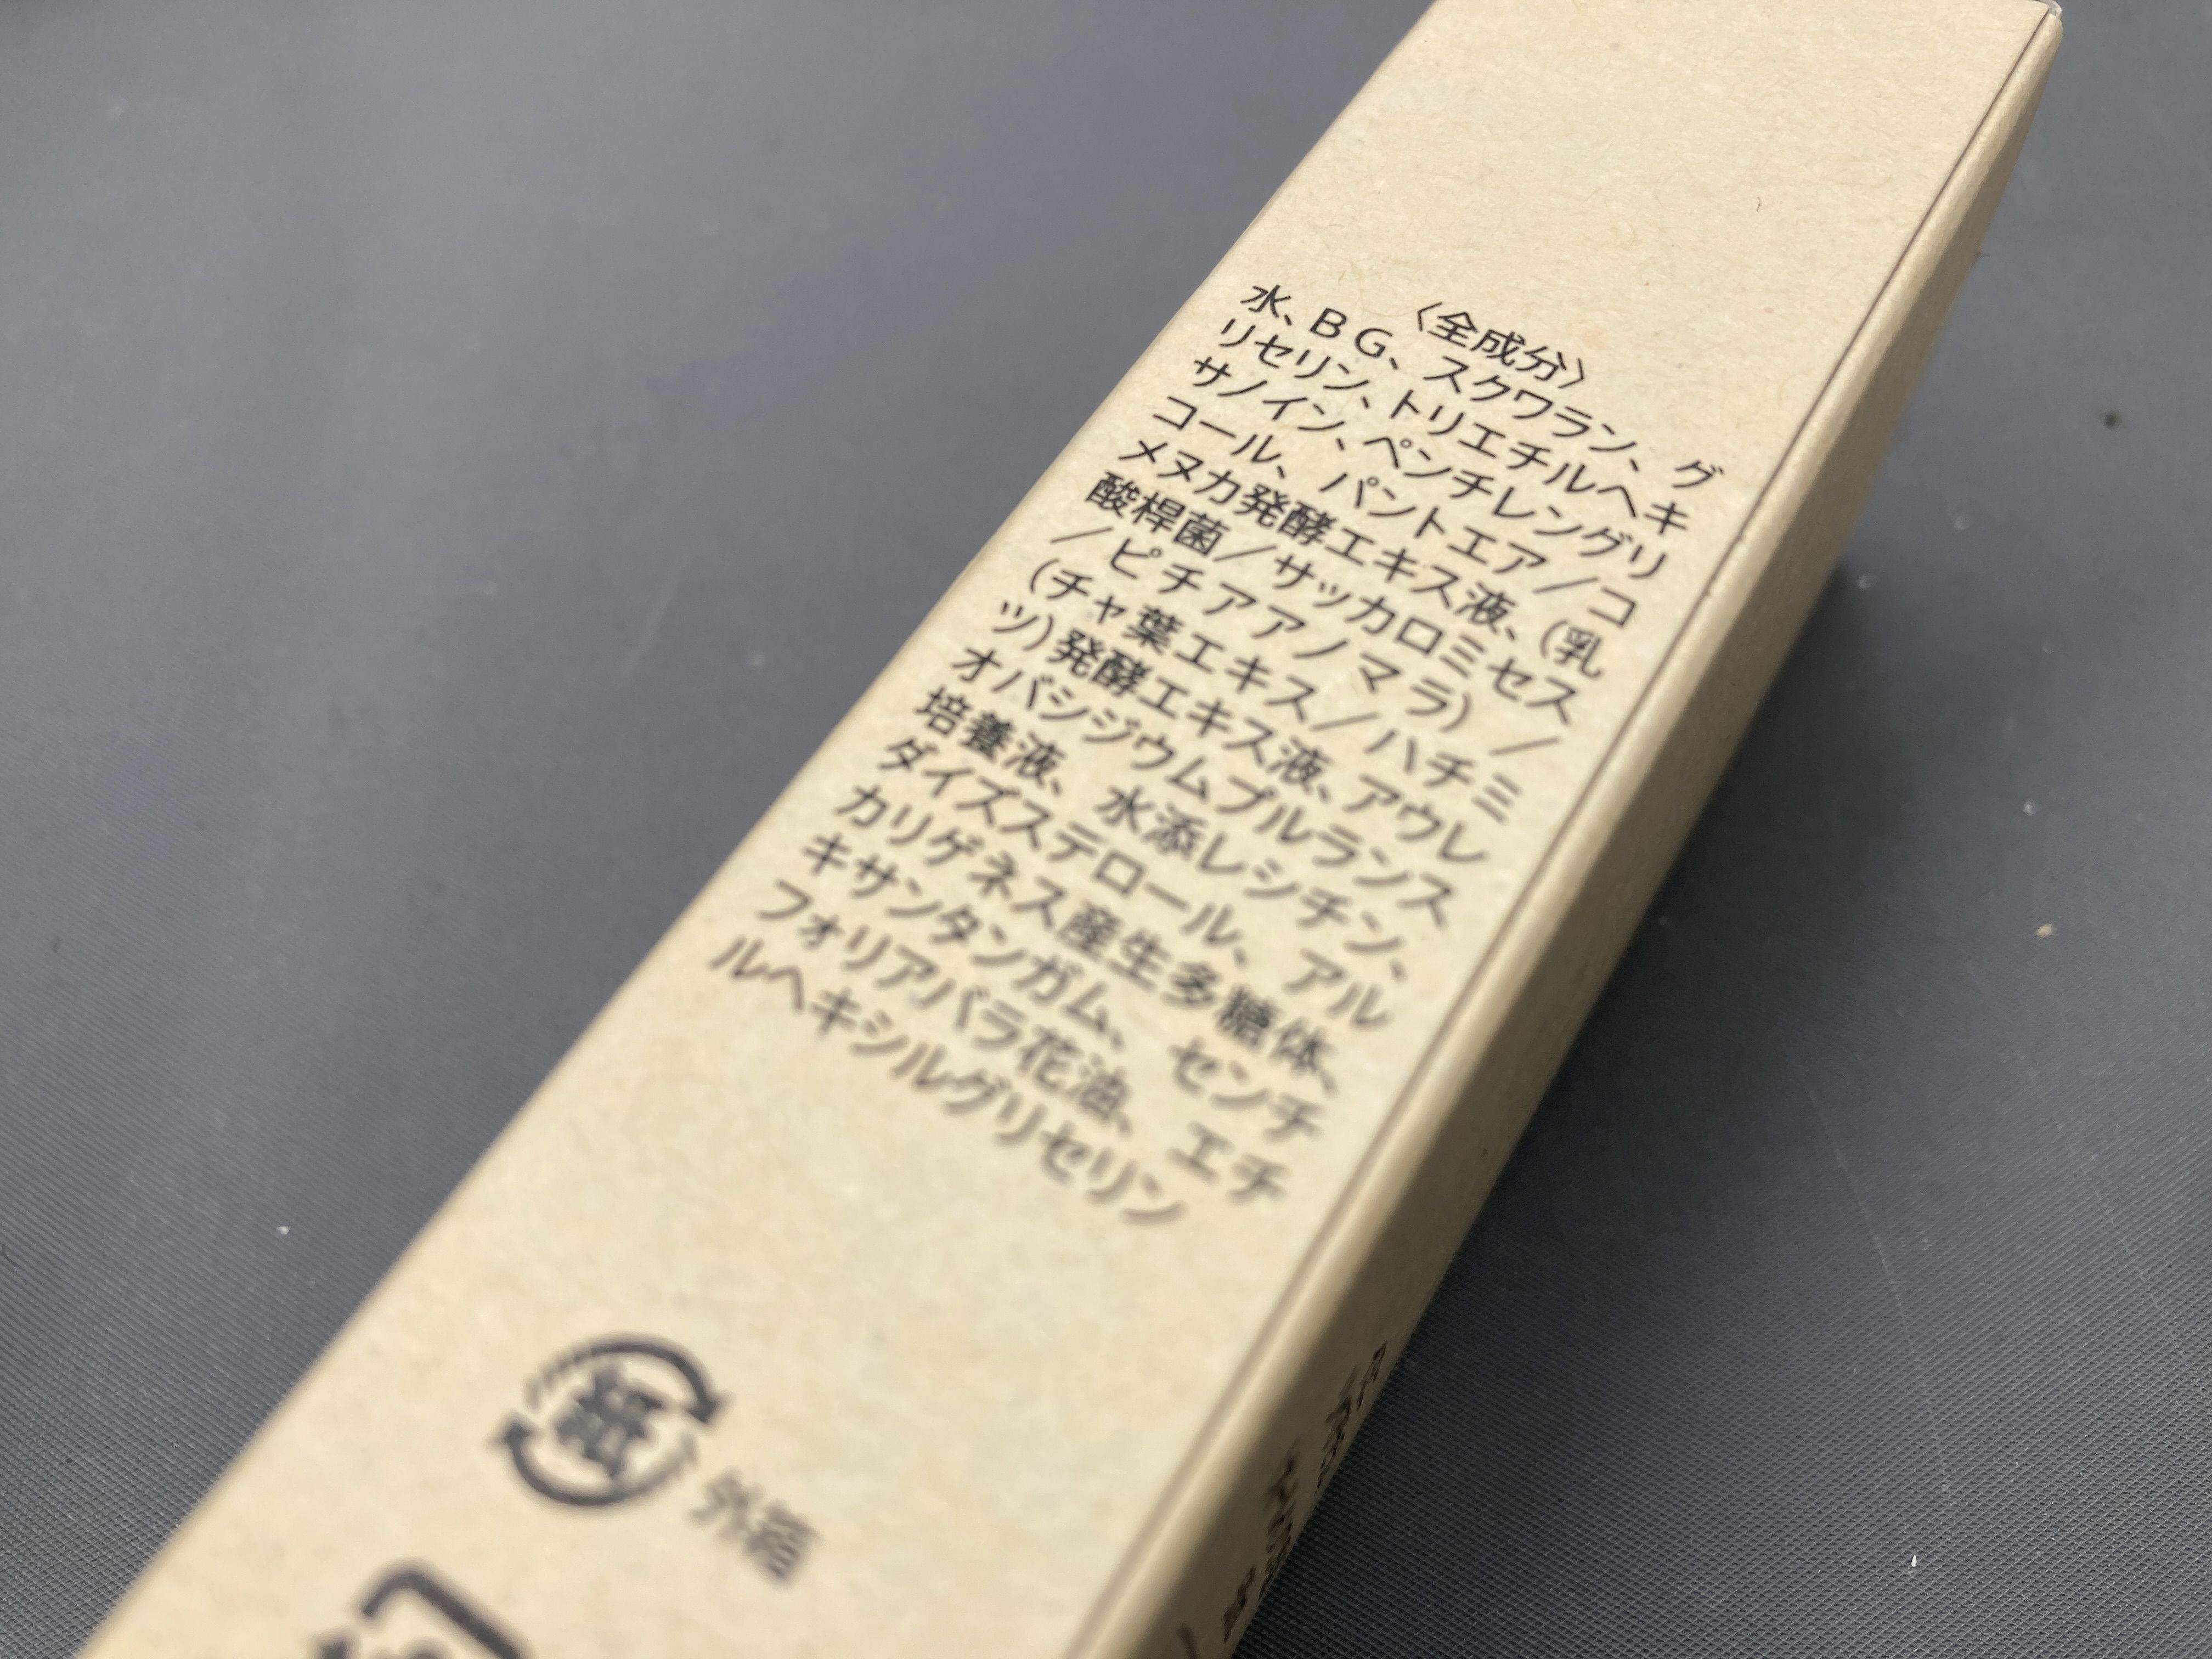 〈全成分〉
水、ＢＧ、スクワラン、グ
リセリン、トリエチルヘキ
サノイン、ペンチレングリ
コール、パントエア／コ
メヌカ発酵エキス液、（乳
酸桿菌／サッカロミセス
／ピチアアノマラ）／
（チャ葉エキス／ハチミ
ツ）発酵エキス液、アウレ
オバシジウムプルランス
培養液、水添レシチン、
ダイズステロール、アル
カリゲネス産生多糖体、
キサンタンガム、センチ
フォリアバラ花油、エチ
ルヘキシルグリセリン
紙
外箱